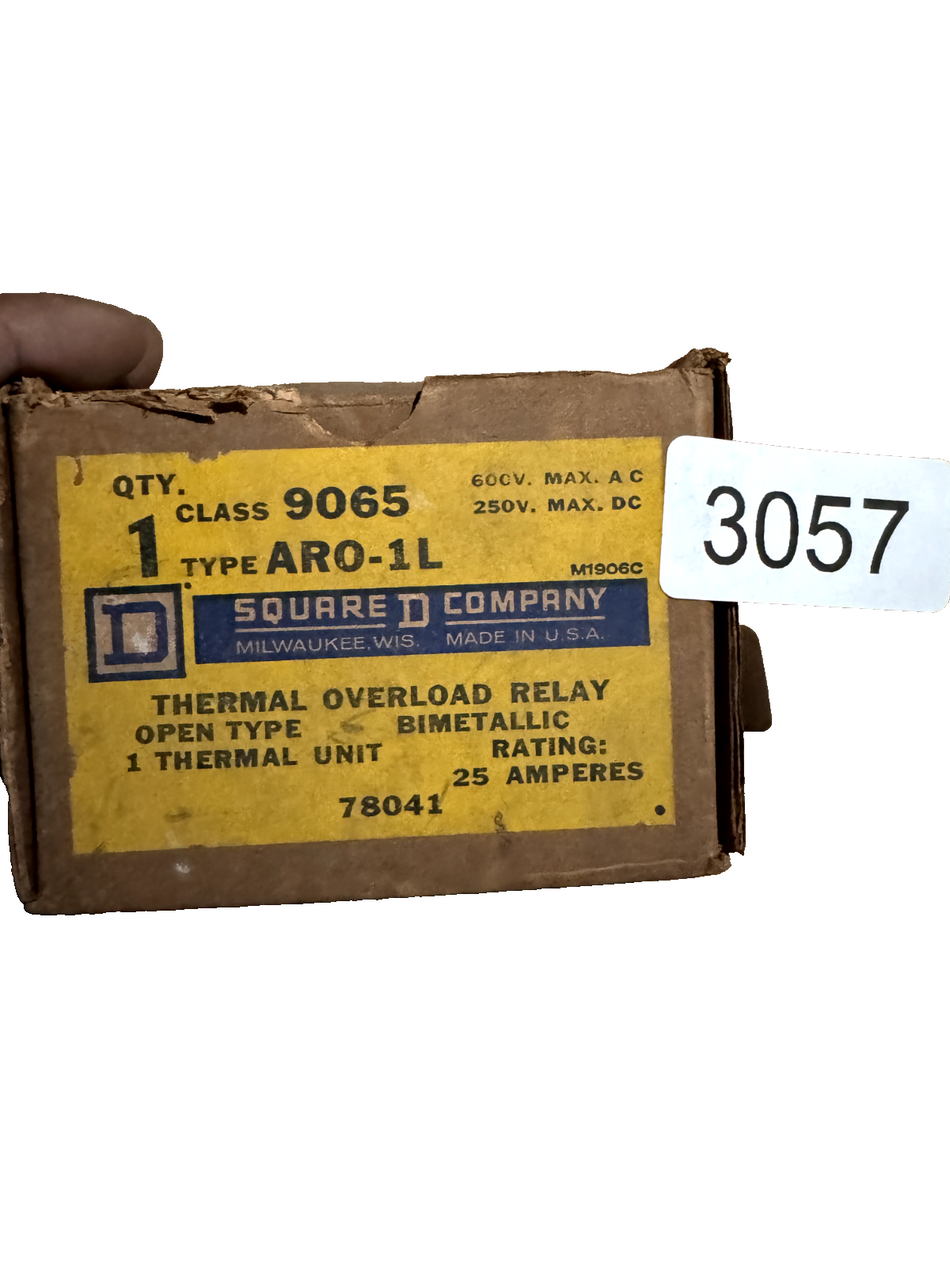 QTY.
1
CLASS 9065
TYPE ARO-1L
600V. MAX. AC
250V. MAX. DC
M1906C
3057
D
SQUARE D COMPANY
MILWAUKEE, WIS. MADE IN U.S.A.
THERMAL OVERLOAD RELAY
OPEN TYPE BIMETALLIC
1 THERMAL UNIT RATING:
25 AMPERES
78041